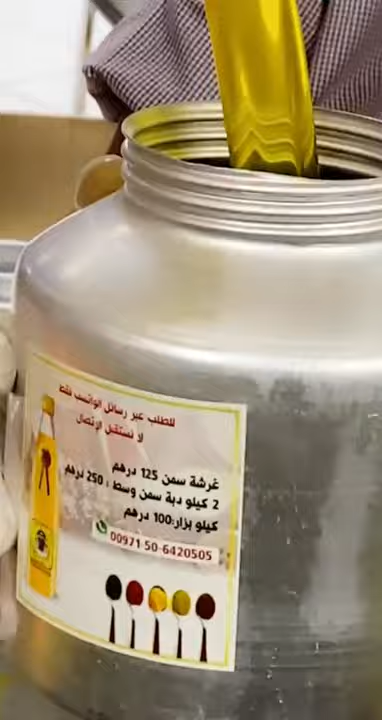 للطلب عبر رسائل الواتسب فقط
لا نستقبل الإتصال
غرشة سمن 125 درهم
2 كيلو دبة سمن وسط : 250 درهم
كيلو بزار:100 درهم
00971-50-6420505